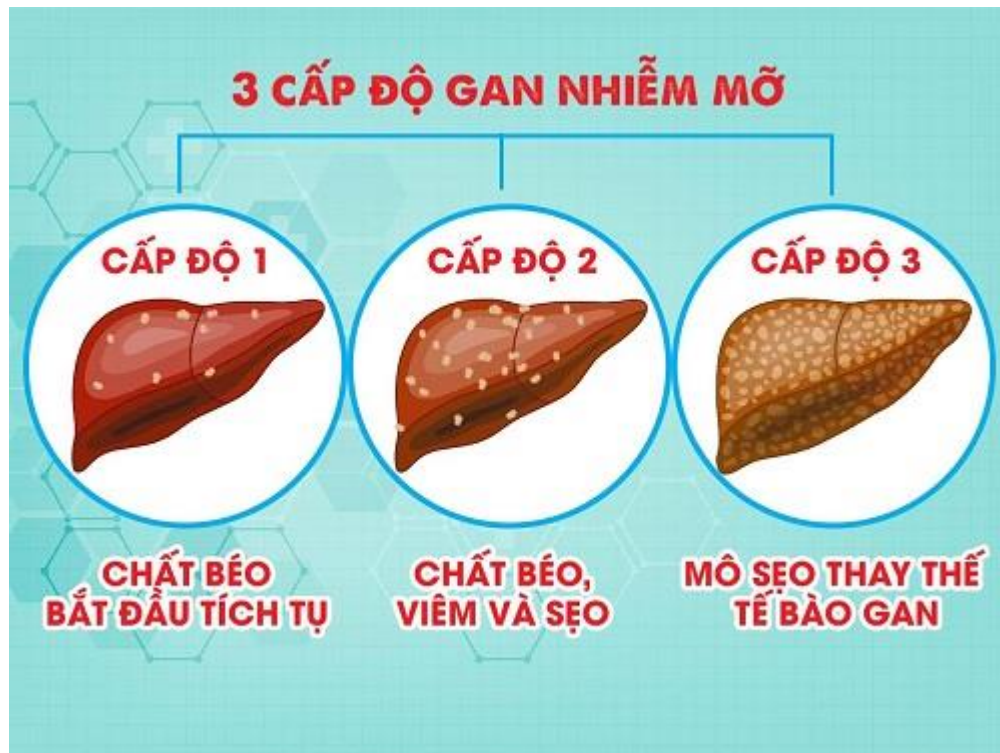 3 CẤP ĐỘ GAN NHIỄM MỠ
CẤP ĐỘ 1
CẤP ĐỘ 2
CẤP ĐỘ 3
CHẤT BÉO
BẮT ĐẦU TÍCH TỤ
CHẤT BÉO,
VIÊM VÀ SẸO
MÔ SẸO THAY THẾ
TẾ BÀO GAN